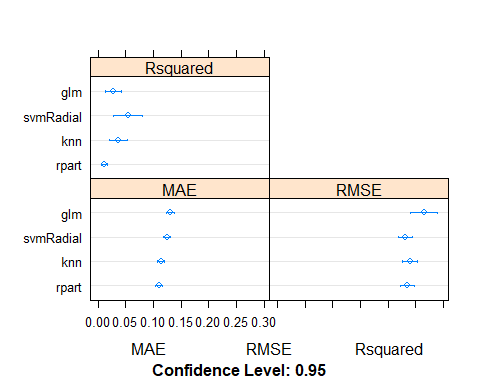 Rsquared
glm
svmRadial
knn
rpart
MAE RMSE
glm
svmRadial
knn
rpart
0.00 0.05 0.10 0.15 0.20 0.25 0.30
MAE RMSE Rsquared
Confidence Level: 0.95